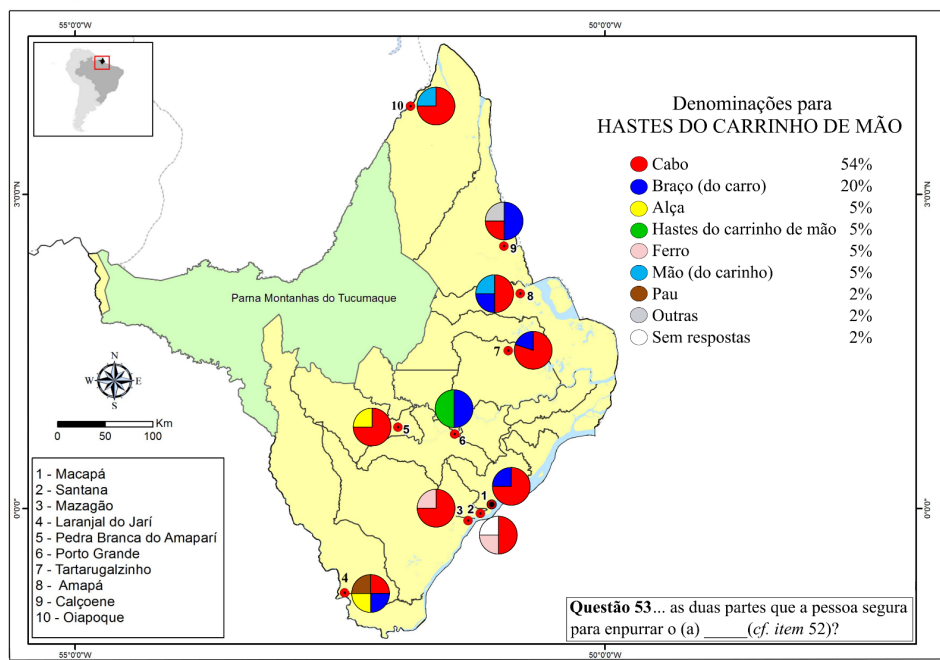 55°0'0"W
50°0'0"W
10
Denominações para
HASTES DO CARRINHO DE MÃO
Cabo 54%
Braço (do carro) 20%
Alça 5%
Hastes do carrinho de mão 5%
Ferro 5%
Mão (do carinho) 5%
Pau 2%
Outras 2%
Sem respostas 2%
3°0'0"N
3°0'0"N
9
8
Parna Montanhas do Tucumaque
7
N
W E
S
Km
0 50 100
5
6
1 - Macapá
2 - Santana
3 - Mazagão
4 - Laranjal do Jarí
5 - Pedra Branca do Amaparí
6 - Porto Grande
7 - Tartarugalzinho
8 - Amapá
9 - Calçoene
10 - Oiapoque
1
2
3
0°0'0"
0°0'0"
4
Questão 53... as duas partes que a pessoa segura
para enpurrar o (a) _____(cf. item 52)?
55°0'0"W
50°0'0"W